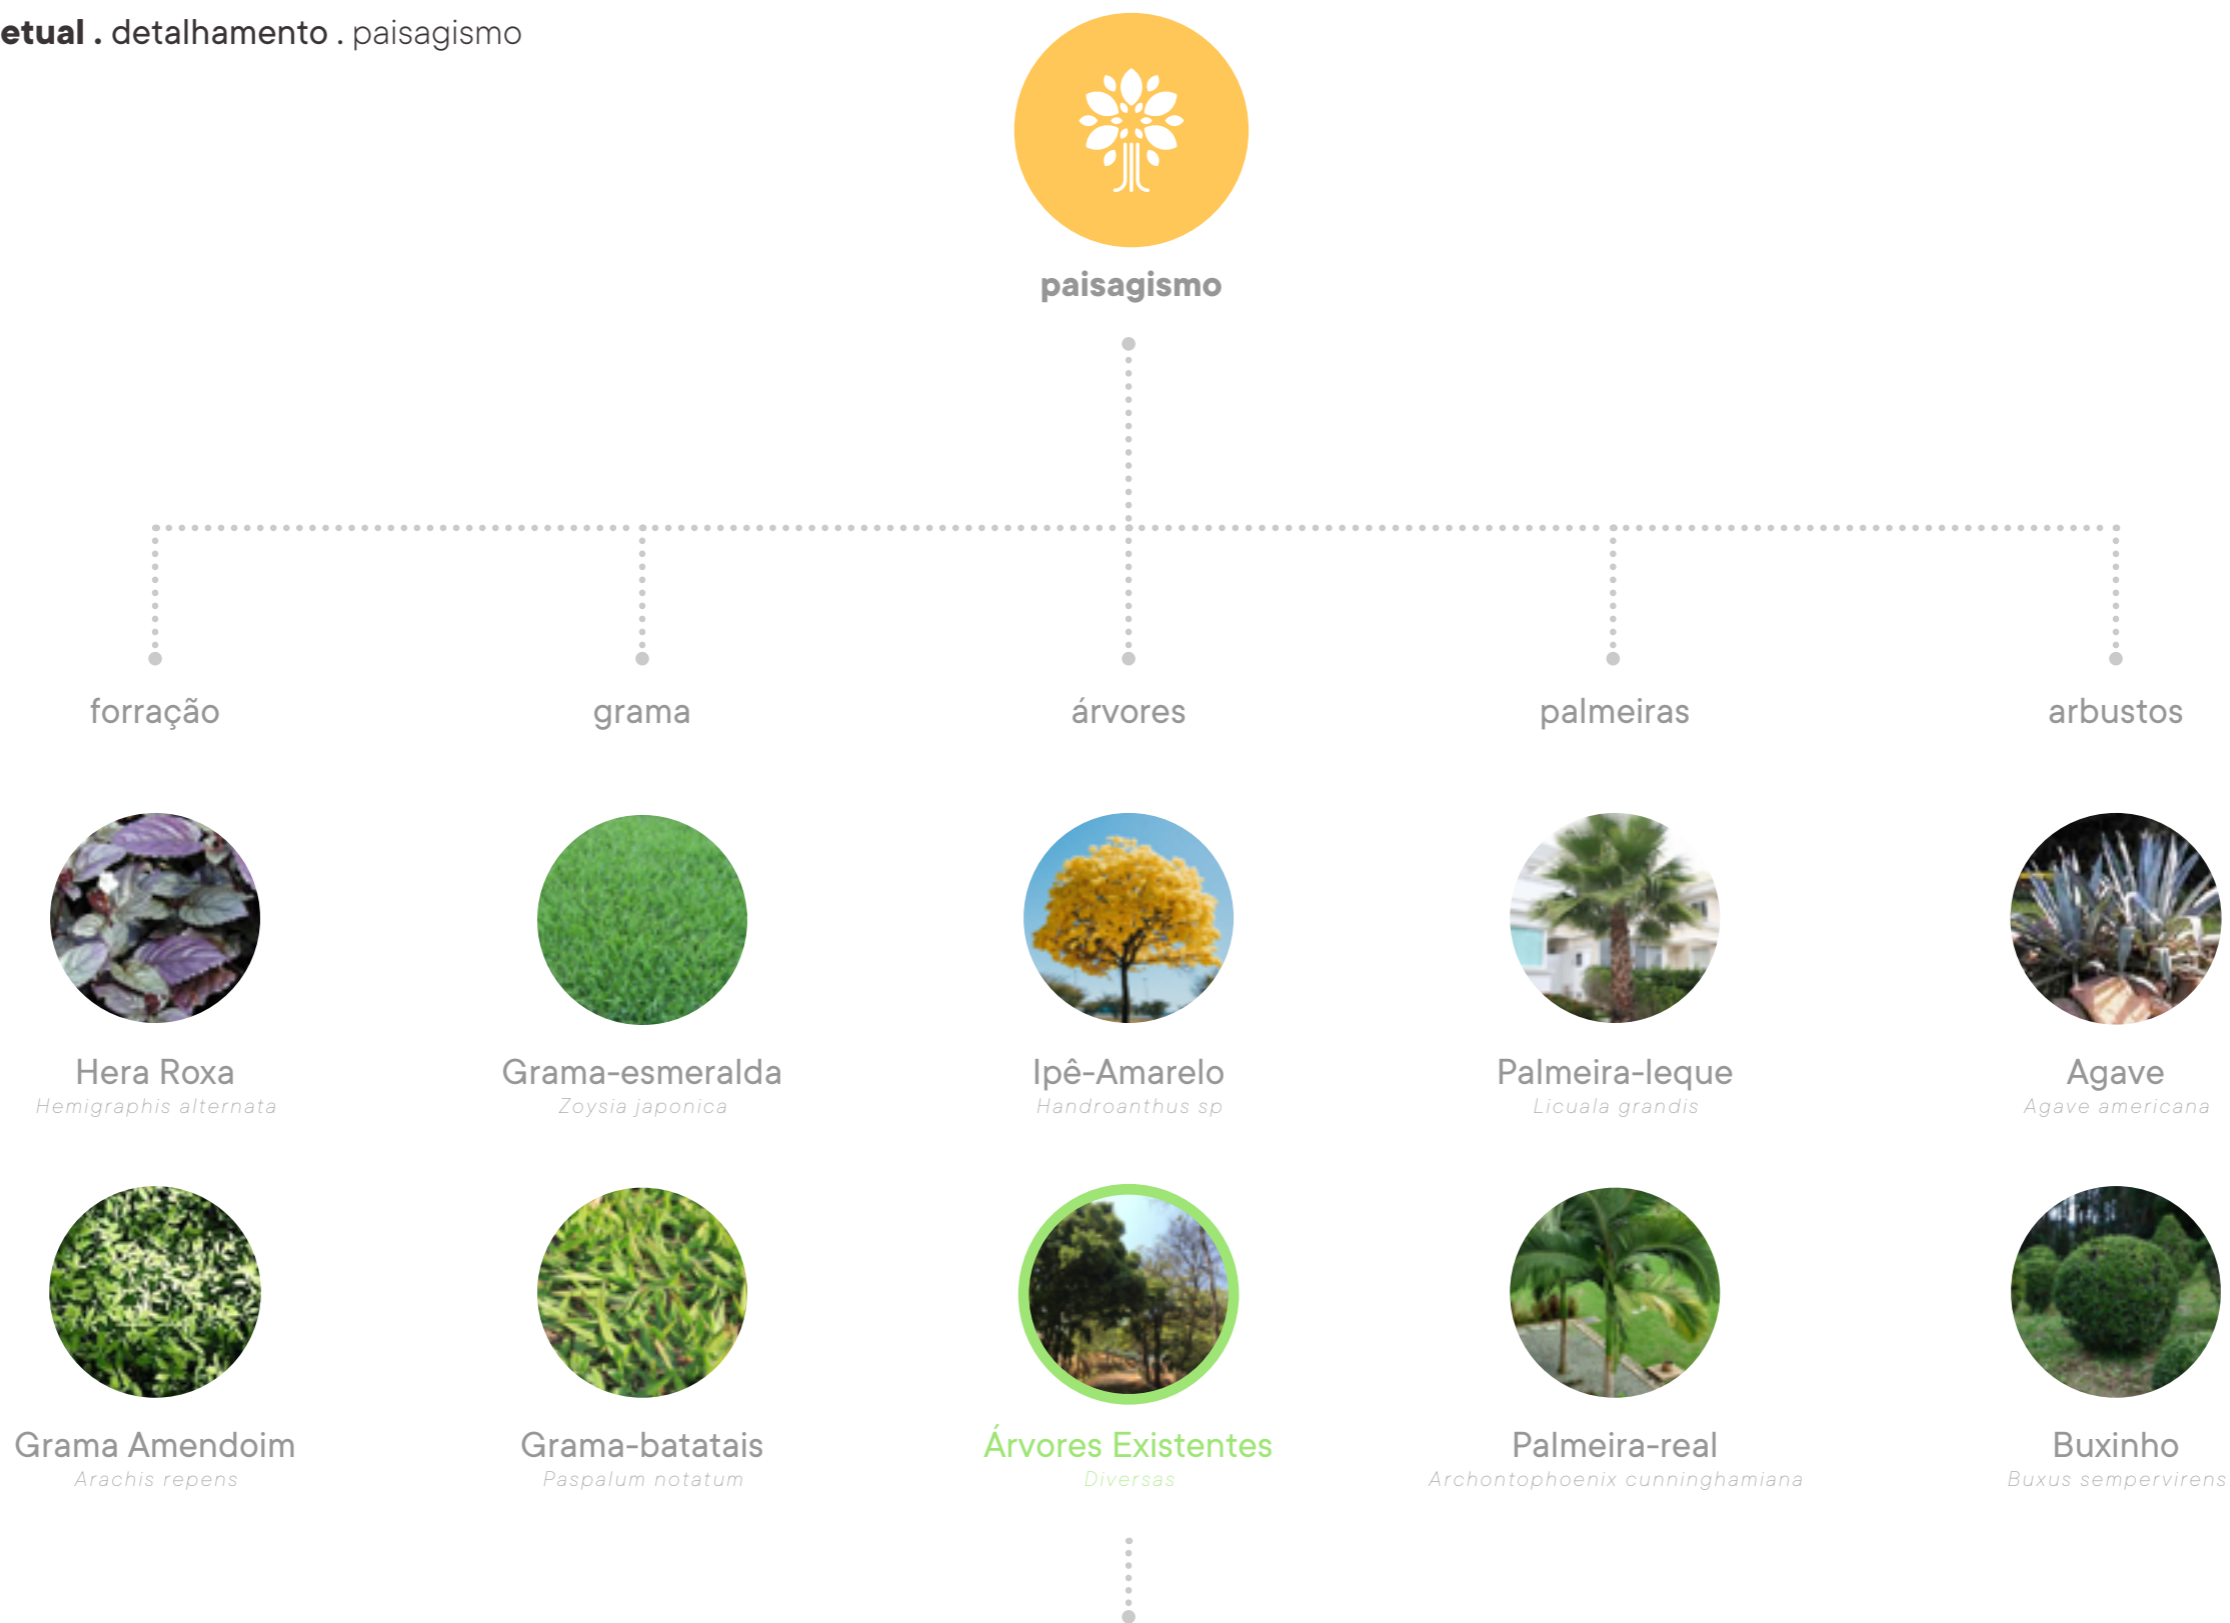 etual . detalhamento . paisagismo
paisagismo
forração
grama
árvores
palmeiras
arbustos
Hera Roxa
Hemigraphis alternata
Grama-esmeralda
Zoysia japonica
Ipê-Amarelo
Handroanthus sp
Palmeira-leque
Licuala grandis
Agave
Agave americana
Grama Amendoim
Arachis repens
Grama-batatais
Paspalum notatum
Árvores Existentes
Diversas
Palmeira-real
Archontophoenix cunninghamiana
Buxinho
Buxus sempervirens